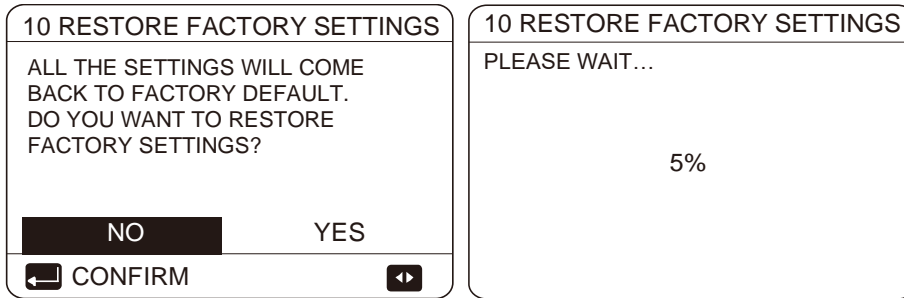 10 RESTORE FACTORY SETTINGS
ALL THE SETTINGS WILL COME
BACK TO FACTORY DEFAULT.
DO YOU WANT TO RESTORE
FACTORY SETTINGS?
NO YES
CONFIRM
10 RESTORE FACTORY SETTINGS
PLEASE WAIT...
5%